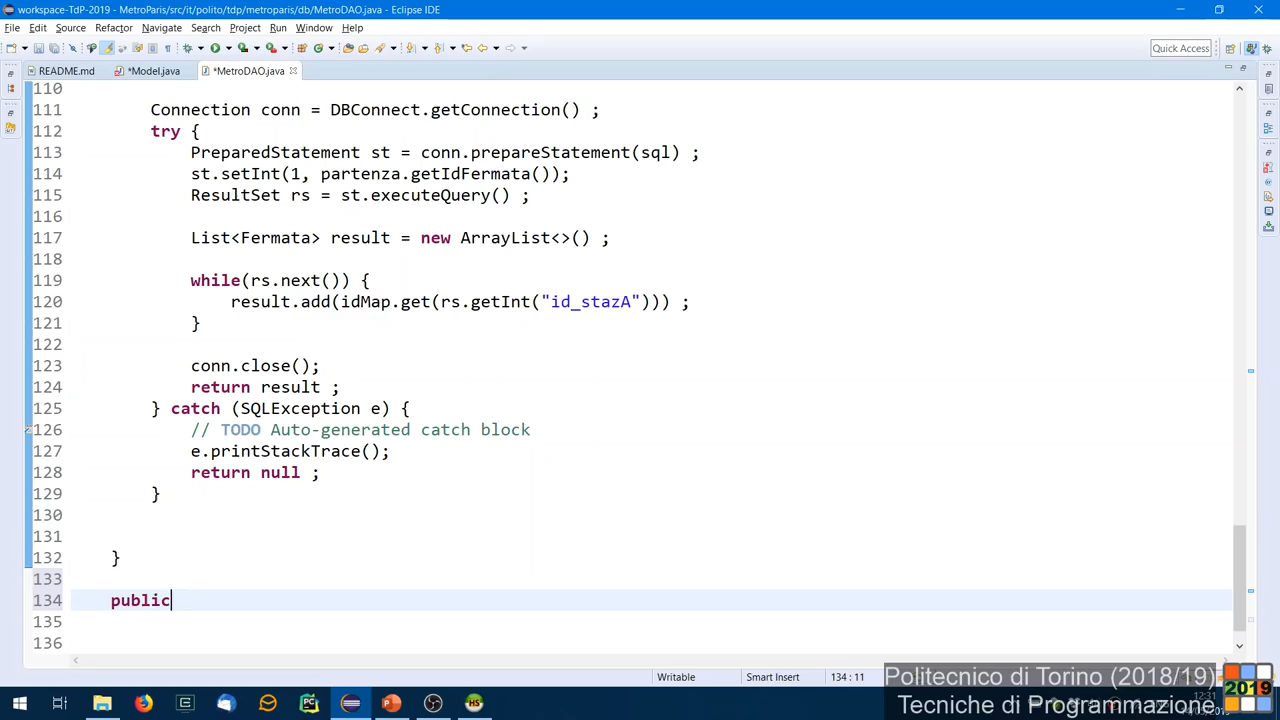 workspace-TdP-2019 - MetroParis/src/it/polito/tdp/metroparis/db/MetroDAO.java - Eclipse IDE
File Edit Source Refactor Navigate Search Project Run Window Help
Quick Access
README.md *Model.java *MetroDAO.java
110
111 Connection conn = DBConnect.getConnection() ;
112 try {
113 PreparedStatement st = conn.prepareStatement(sql) ;
114 st.setInt(1, partenza.getIdFermata());
115 ResultSet rs = st.executeQuery() ;
116
117 List<Fermata> result = new ArrayList<>() ;
118
119 while(rs.next()) {
120 result.add(idMap.get(rs.getInt("id_stazA"))) ;
121 }
122
123 conn.close();
124 return result ;
125 } catch (SQLException e) {
126 // TODO Auto-generated catch block
127 e.printStackTrace();
128 return null ;
129 }
130
131
132 }
133
134 public
135
136
Writable Smart Insert 134 : 11
Politecnico di Torino (2018/19)
Tecniche di Programmazione
2019
12:31